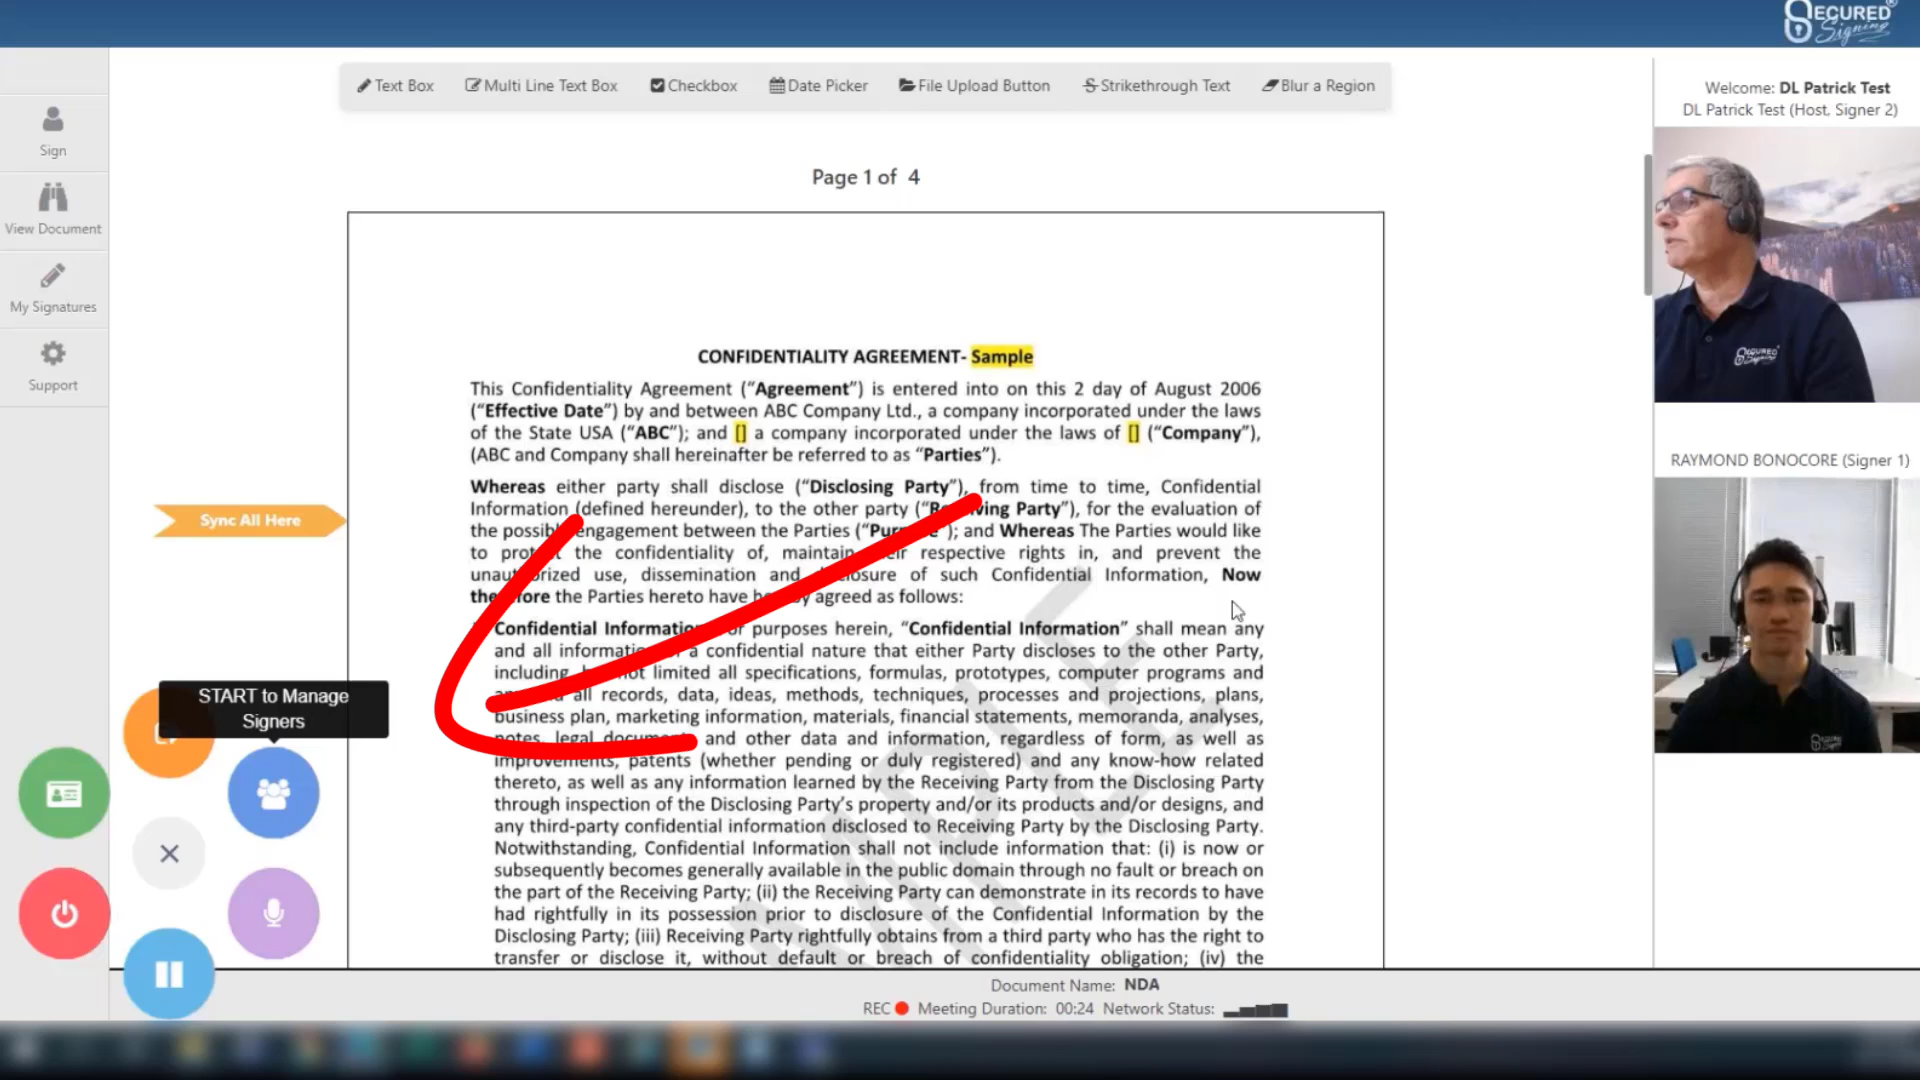 SECURED
Signing
Text Box
Multi Line Text Box
Checkbox
Date Picker
File Upload Button
Strikethrough Text
Blur a Region
Sign
View Document
My Signatures
Support
Welcome: DL Patrick Test
DL Patrick Test (Host, Signer 2)
RAYMOND BONOCORE (Signer 1)
Page 1 of 4
CONFIDENTIALITY AGREEMENT- Sample
This Confidentiality Agreement (“Agreement”) is entered into on this 2 day of August 2006
(“Effective Date”) by and between ABC Company Ltd., a company incorporated under the laws
of the State USA (“ABC”); and [] a company incorporated under the laws of [] (“Company”),
(ABC and Company shall hereinafter be referred to as “Parties”).
Whereas either party shall disclose (“Disclosing Party”), from time to time, Confidential
Information (defined hereunder), to the other party (“Receiving Party”), for the evaluation of
the possible engagement between the Parties (“Purpose”); and Whereas The Parties would like
to protect the confidentiality of, maintain their respective rights in, and prevent the
unauthorized use, dissemination and disclosure of such Confidential Information, Now
therefore the Parties hereto have hereby agreed as follows:
Confidential Information purposes herein, “Confidential Information” shall mean any
and all information a confidential nature that either Party discloses to the other Party,
including, but not limited all specifications, formulas, prototypes, computer programs and
all records, data, ideas, methods, techniques, processes and projections, plans,
business plan, marketing information, materials, financial statements, memoranda, analyses,
notes, legal documents and other data and information, regardless of form, as well as
improvements, patents (whether pending or duly registered) and any know-how related
thereto, as well as any information learned by the Receiving Party from the Disclosing Party
through inspection of the Disclosing Party’s property and/or its products and/or designs, and
any third-party confidential information disclosed to Receiving Party by the Disclosing Party.
Notwithstanding, Confidential Information shall not include information that: (i) is now or
subsequently becomes generally available in the public domain through no fault or breach on
the part of the Receiving Party; (ii) the Receiving Party can demonstrate in its records to have
had rightfully in its possession prior to disclosure of the Confidential Information by the
Disclosing Party; (iii) Receiving Party rightfully obtains from a third party who has the right to
transfer or disclose it, without default or breach of confidentiality obligation; (iv) the
Sync All Here
START to Manage
Signers
Document Name: NDA
REC Meeting Duration: 00:24 Network Status: